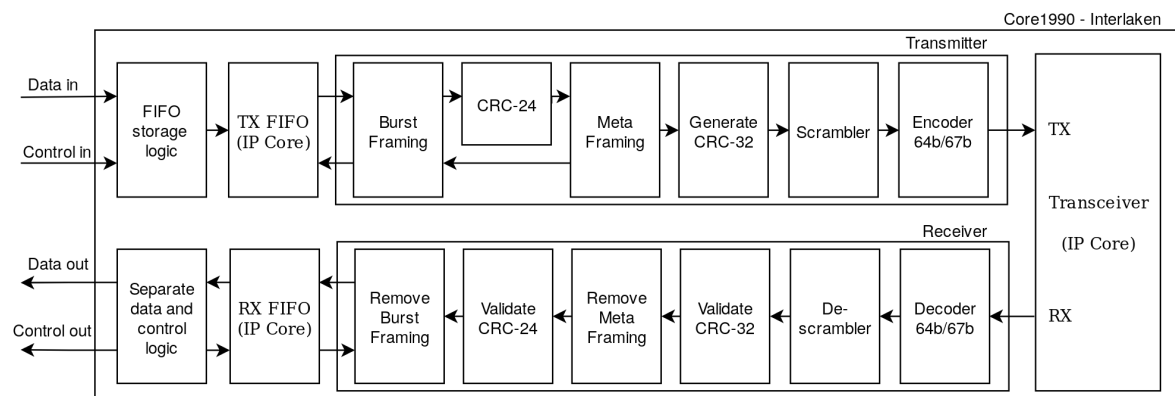 Core1990 - Interlaken
Transmitter
Data in
Control in
FIFO
storage
logic
TX FIFO
(IP Core)
Burst
Framing
CRC-24
Meta
Framing
Generate
CRC-32
Scrambler
Encoder
64b/67b
TX
Transceiver
(IP Core)
RX
Receiver
Data out
Control out
Separate
data and
control
logic
RX FIFO
(IP Core)
Remove
Burst
Framing
Validate
CRC-24
Remove
Meta
Framing
Validate
CRC-32
De-
scrambler
Decoder
64b/67b